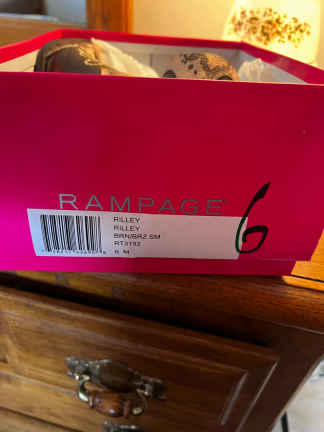 RAMPAGE
6
RILLEY
RILLEY
BRN/BRZ SM
RT3192
6 M